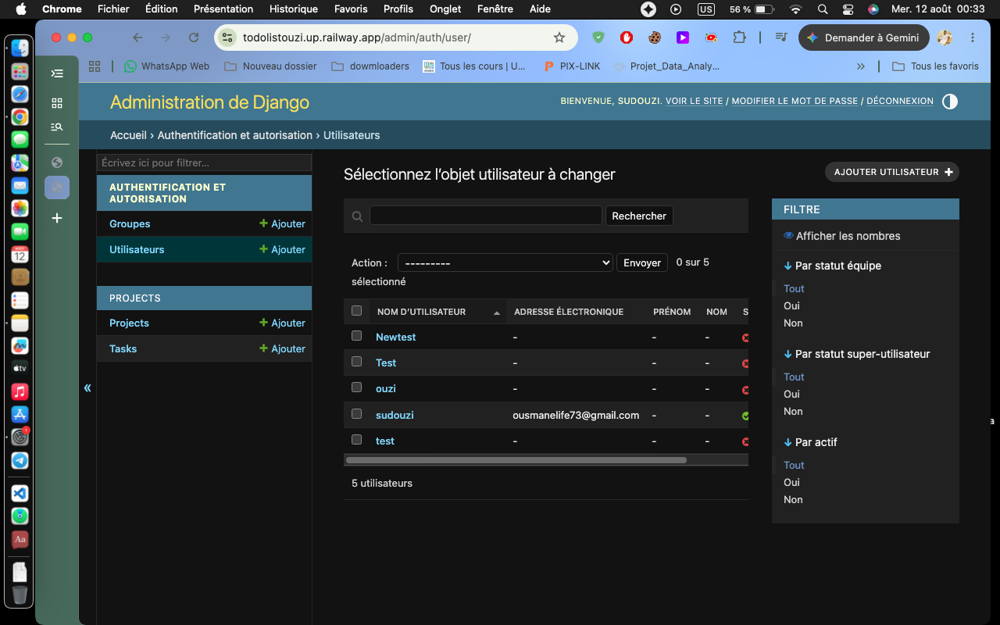 Chrome Fichier Édition Présentation Historique Favoris Profils Onglet Fenêtre Aide US 56 % Mer. 12 août 00:33
todolistouzi.up.railway.app/admin/auth/user/ Demander à Gemini
WhatsApp Web Nouveau dossier dowmloaders Tous les cours | U... PIX-LINK Projet_Data_Analy... » Tous les favoris
Administration de Django
BIENVENUE, SUDOUZI. VOIR LE SITE / MODIFIER LE MOT DE PASSE / DÉCONNEXION
Accueil › Authentification et autorisation › Utilisateurs
Écrivez ici pour filtrer…
AUTHENTIFICATION ET
AUTORISATION
Groupes + Ajouter
Utilisateurs + Ajouter
PROJECTS
Projects + Ajouter
Tasks + Ajouter
«
Sélectionnez l’objet utilisateur à changer
AJOUTER UTILISATEUR +
Rechercher
Action : --------- Envoyer 0 sur 5
sélectionné
NOM D’UTILISATEUR ADRESSE ÉLECTRONIQUE PRÉNOM NOM S
Newtest - - -
Test - - -
ouzi - - -
sudouzi ousmanelife73@gmail.com - -
test - - -
5 utilisateurs
FILTRE
Afficher les nombres
↓ Par statut équipe
Tout
Oui
Non
↓ Par statut super-utilisateur
Tout
Oui
Non
↓ Par actif
Tout
Oui
Non
a
12
tv
1
Aa